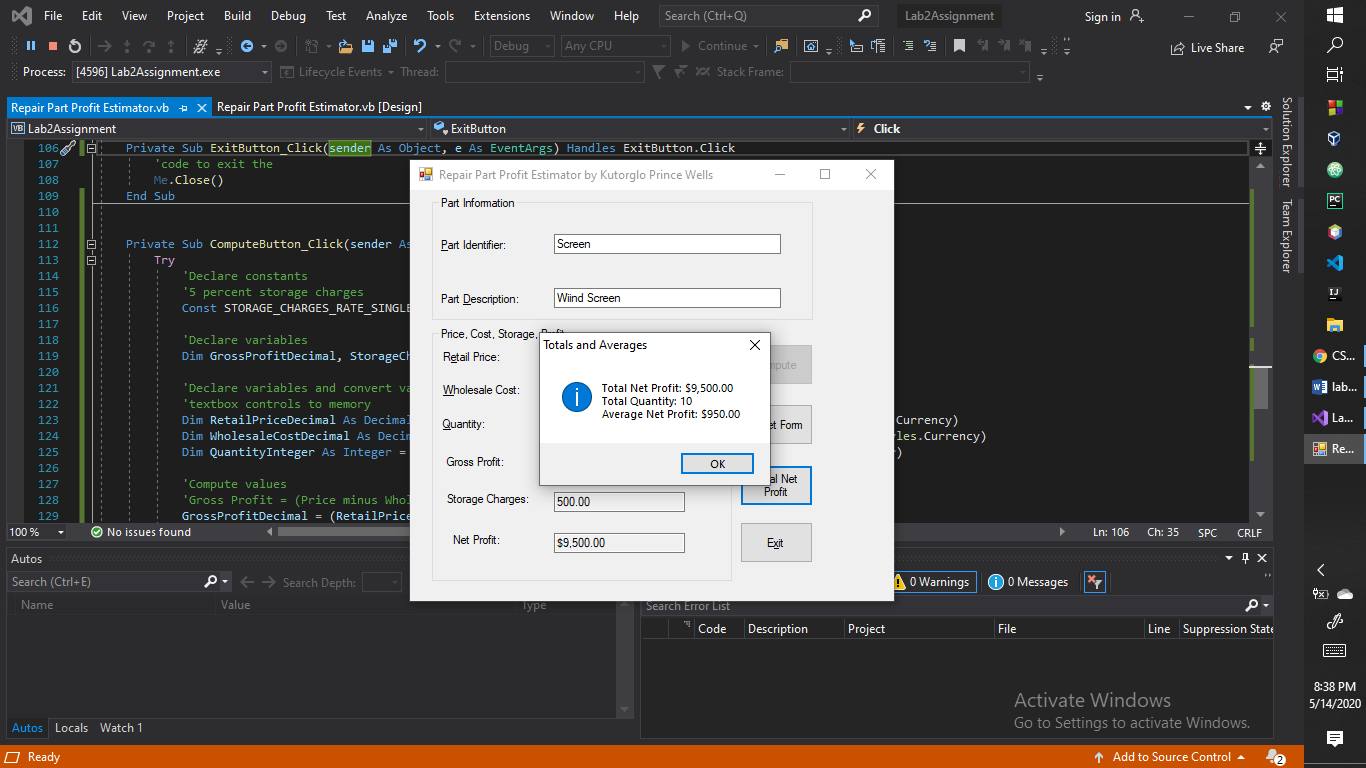 File Edit View Project Build Debug Test Analyze Tools Extensions Window Help Search (Ctrl+Q) Lab2Assignment Sign in
Debug Any CPU Continue Live Share
Process: [4596] Lab2Assignment.exe Lifecycle Events Thread: Stack Frame:
Repair Part Profit Estimator.vb Repair Part Profit Estimator.vb [Design]
VB Lab2Assignment ExitButton Click
106 Private Sub ExitButton_Click(sender As Object, e As EventArgs) Handles ExitButton.Click
107 'code to exit the
108 Me.Close()
109 End Sub
110
111
112 Private Sub ComputeButton_Click(sender As
113 Try
114 'Declare constants
115 '5 percent storage charges
116 Const STORAGE_CHARGES_RATE_SINGLE
117
118 'Declare variables
119 Dim GrossProfitDecimal, StorageCh
120
121 'Declare variables and convert va
122 'textbox controls to memory
123 Dim RetailPriceDecimal As Decimal .Currency)
124 Dim WholesaleCostDecimal As Decim les.Currency)
125 Dim QuantityInteger As Integer = )
126
127 'Compute values
128 'Gross Profit = (Price minus Whol
129 GrossProfitDecimal = (RetailPrice
100 % No issues found Ln: 106 Ch: 35 SPC CRLF
Repair Part Profit Estimator by Kutorglo Prince Wells
Part Information
Part Identifier: Screen
Part Description: Wiind Screen
Price, Cost, Storage, Profit
Retail Price: mpute
Wholesale Cost:
Quantity: et Form
Gross Profit:
Storage Charges: 500.00 al Net
Profit
Net Profit: $9,500.00 Exit
Totals and Averages
Total Net Profit: $9,500.00
Total Quantity: 10
Average Net Profit: $950.00
OK
Autos
Search (Ctrl+E) Search Depth:
Name Value Type
Autos Locals Watch 1
0 Warnings 0 Messages
Search Error List
Code Description Project File Line Suppression State
Activate Windows
Go to Settings to activate Windows.
Ready Add to Source Control 2
Solution Explorer
Team Explorer
PC
IJ
CS...
lab...
La...
Re...
8:38 PM
5/14/2020